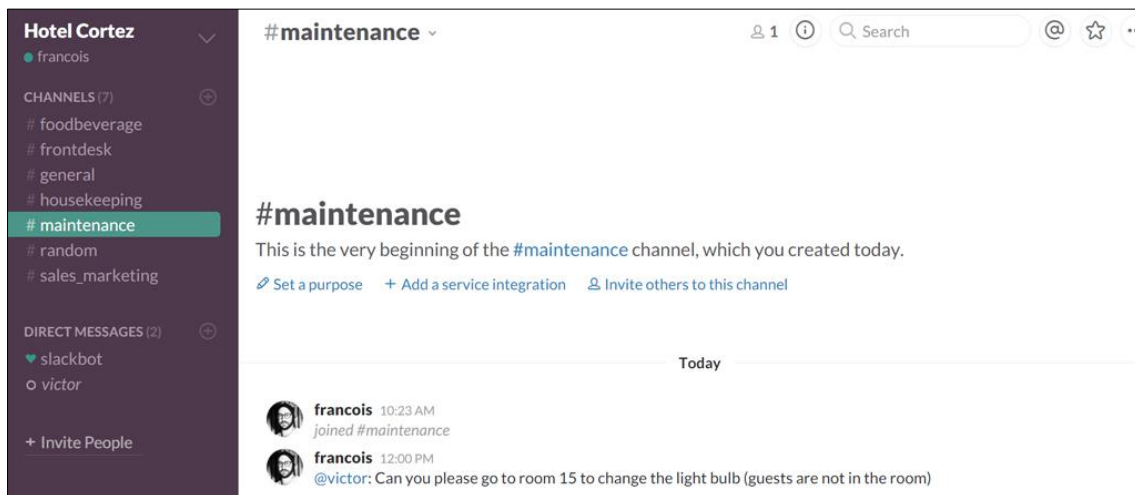 Hotel Cortez
francois
CHANNELS (7)
# foodbeverage
# frontdesk
# general
# housekeeping
# maintenance
# random
# sales_marketing
DIRECT MESSAGES (2)
slackbot
victor
+ Invite People
#maintenance
1
Search
#maintenance
This is the very beginning of the #maintenance channel, which you created today.
Set a purpose + Add a service integration Invite others to this channel
Today
francois 10:23 AM
joined #maintenance
francois 12:00 PM
@victor: Can you please go to room 15 to change the light bulb (guests are not in the room)